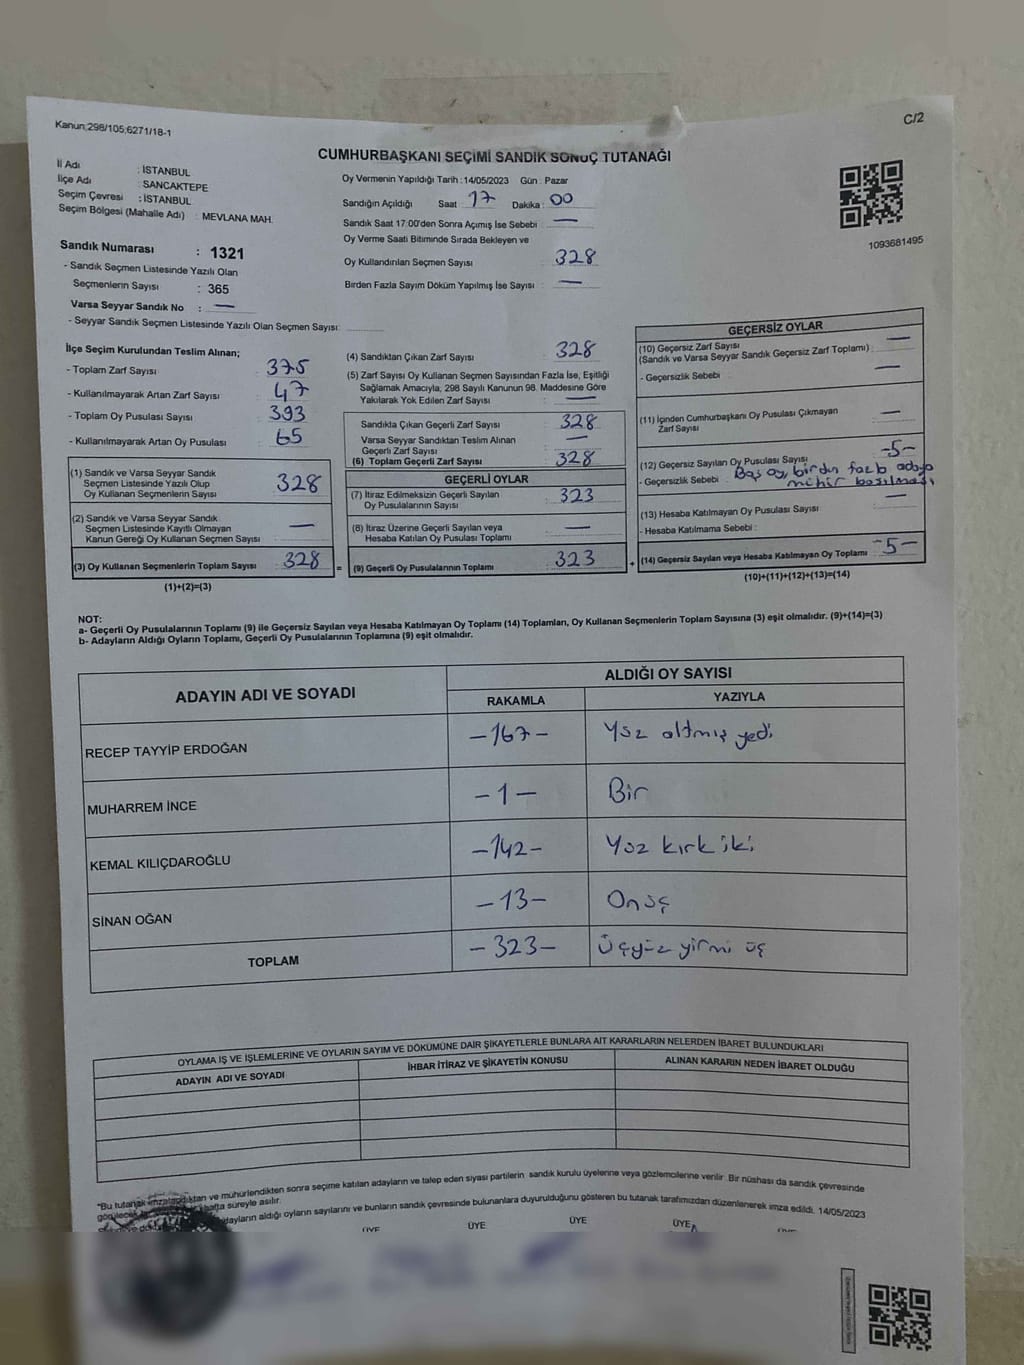 Kanun;298/105;6271/18-1
C/2
CUMHURBAŞKANI SEÇİMİ SANDIK SONUÇ TUTANAĞI
İl Adı : İSTANBUL
İlçe Adı : SANCAKTEPE
Seçim Çevresi : İSTANBUL
Seçim Bölgesi (Mahalle Adı) : MEVLANA MAH.
Oy Vermenin Yapıldığı Tarih : 14/05/2023 Gün : Pazar
Sandığın Açıldığı Saat : 17 Dakika : 00
Sandık Saat 17:00'den Sonra Açılmış İse Sebebi : —
Oy Verme Saati Bitiminde Sırada Bekleyen ve
Oy Kullandırılan Seçmen Sayısı 328
Birden Fazla Sayım Döküm Yapılmış İse Sayısı : —
1093681495
Sandık Numarası : 1321
- Sandık Seçmen Listesinde Yazılı Olan
Seçmenlerin Sayısı : 365
Varsa Seyyar Sandık No : —
- Seyyar Sandık Seçmen Listesinde Yazılı Olan Seçmen Sayısı:
İlçe Seçim Kurulundan Teslim Alınan;
- Toplam Zarf Sayısı : 375
- Kullanılmayarak Artan Zarf Sayısı : 47
- Toplam Oy Pusulası Sayısı : 393
- Kullanılmayarak Artan Oy Pusulası : 65
(1) Sandık ve Varsa Seyyar Sandık
Seçmen Listesinde Yazılı Olup
Oy Kullanan Seçmenlerin Sayısı : 328
(2) Sandık ve Varsa Seyyar Sandık
Seçmen Listesinde Kayıtlı Olmayan
Kanun Gereği Oy Kullanan Seçmen Sayısı : —
(3) Oy Kullanan Seçmenlerin Toplam Sayısı : 328
(1)+(2)=(3)
=
(4) Sandıktan Çıkan Zarf Sayısı : 328
(5) Zarf Sayısı Oy Kullanan Seçmen Sayısından Fazla İse, Eşitliği
Sağlamak Amacıyla, 298 Sayılı Kanunun 98. Maddesine Göre
Yakılarak Yok Edilen Zarf Sayısı : —
Sandıkta Çıkan Geçerli Zarf Sayısı : 328
Varsa Seyyar Sandıktan Teslim Alınan
Geçerli Zarf Sayısı : —
(6) Toplam Geçerli Zarf Sayısı : 328
GEÇERLİ OYLAR
(7) İtiraz Edilmeksizin Geçerli Sayılan
Oy Pusulalarının Sayısı : 323
(8) İtiraz Üzerine Geçerli Sayılan veya
Hesaba Katılan Oy Pusulası Toplamı : —
(9) Geçerli Oy Pusulalarının Toplamı : 323
+
GEÇERSİZ OYLAR
(10) Geçersiz Zarf Sayısı
(Sandık ve Varsa Seyyar Sandık Geçersiz Zarf Toplamı) : —
- Geçersizlik Sebebi : —
(11) İçinden Cumhurbaşkanı Oy Pusulası Çıkmayan
Zarf Sayısı : —
(12) Geçersiz Sayılan Oy Pusulası Sayısı : -5-
- Geçersizlik Sebebi : Boş oy, birden fazla adaya
mühür basılması
(13) Hesaba Katılmayan Oy Pusulası Sayısı : —
- Hesaba Katılmama Sebebi :
(14) Geçersiz Sayılan veya Hesaba Katılmayan Oy Toplamı : -5-
(10)+(11)+(12)+(13)=(14)
NOT:
a- Geçerli Oy Pusulalarının Toplamı (9) ile Geçersiz Sayılan veya Hesaba Katılmayan Oy Toplamı (14) Toplamları, Oy Kullanan Seçmenlerin Toplam Sayısına (3) eşit olmalıdır. (9)+(14)=(3)
b- Adayların Aldığı Oyların Toplamı, Geçerli Oy Pusulalarının Toplamına (9) eşit olmalıdır.
ADAYIN ADI VE SOYADI ALDIĞI OY SAYISI
RAKAMLA YAZIYLA
RECEP TAYYİP ERDOĞAN -167- Yüz altmış yedi
MUHARREM İNCE -1- Bir
KEMAL KILIÇDAROĞLU -142- Yüz kırk iki
SİNAN OĞAN -13- Onüç
TOPLAM -323- Üçyüz yirmi üç
OYLAMA İŞ VE İŞLEMLERİNE VE OYLARIN SAYIM VE DÖKÜMÜNE DAİR ŞİKAYETLERLE BUNLARA AİT KARARLARIN NELERDEN İBARET BULUNDUKLARI
ADAYIN ADI VE SOYADI İHBAR İTİRAZ VE ŞİKAYETİN KONUSU ALINAN KARARIN NEDEN İBARET OLDUĞU
"Bu tutanak imzalandıktan ve mühürlendikten sonra seçime katılan adayların ve talep eden siyasi partilerin sandık kurulu üyelerine veya gözlemcilerine verilir. Bir nüshası da sandık çevresinde
görülecek hafta süreyle asılır.
adayların aldığı oyların sayılarını ve bunların sandık çevresinde bulunanlara duyurulduğunu gösteren bu tutanak tarafımızdan düzenlenerek imza edildi. 14/05/2023
ÜYE ÜYE ÜYE ÜYE